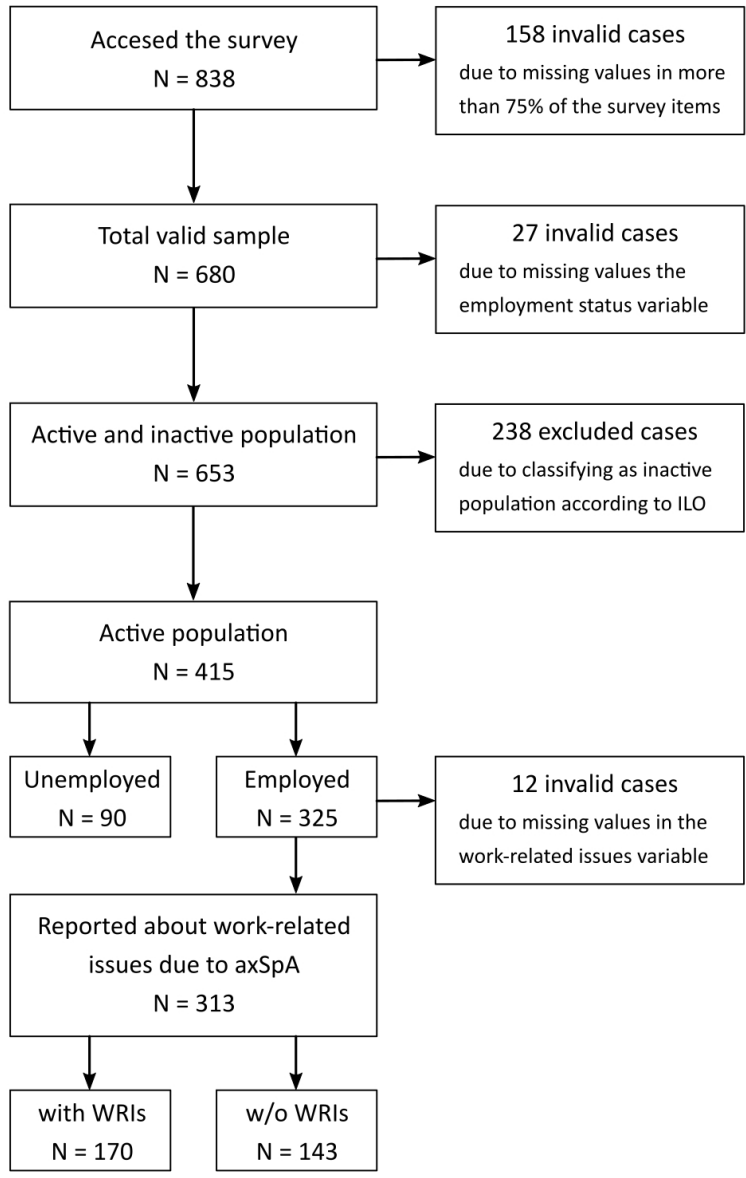 Accesed the survey
N = 838
158 invalid cases
due to missing values in more
than 75% of the survey items
Total valid sample
N = 680
27 invalid cases
due to missing values the
employment status variable
Active and inactive population
N = 653
238 excluded cases
due to classifying as inactive
population according to ILO
Active population
N = 415
Unemployed
N = 90
Employed
N = 325
12 invalid cases
due to missing values in the
work-related issues variable
Reported about work-related
issues due to axSpA
N = 313
with WRIs
N = 170
w/o WRIs
N = 143